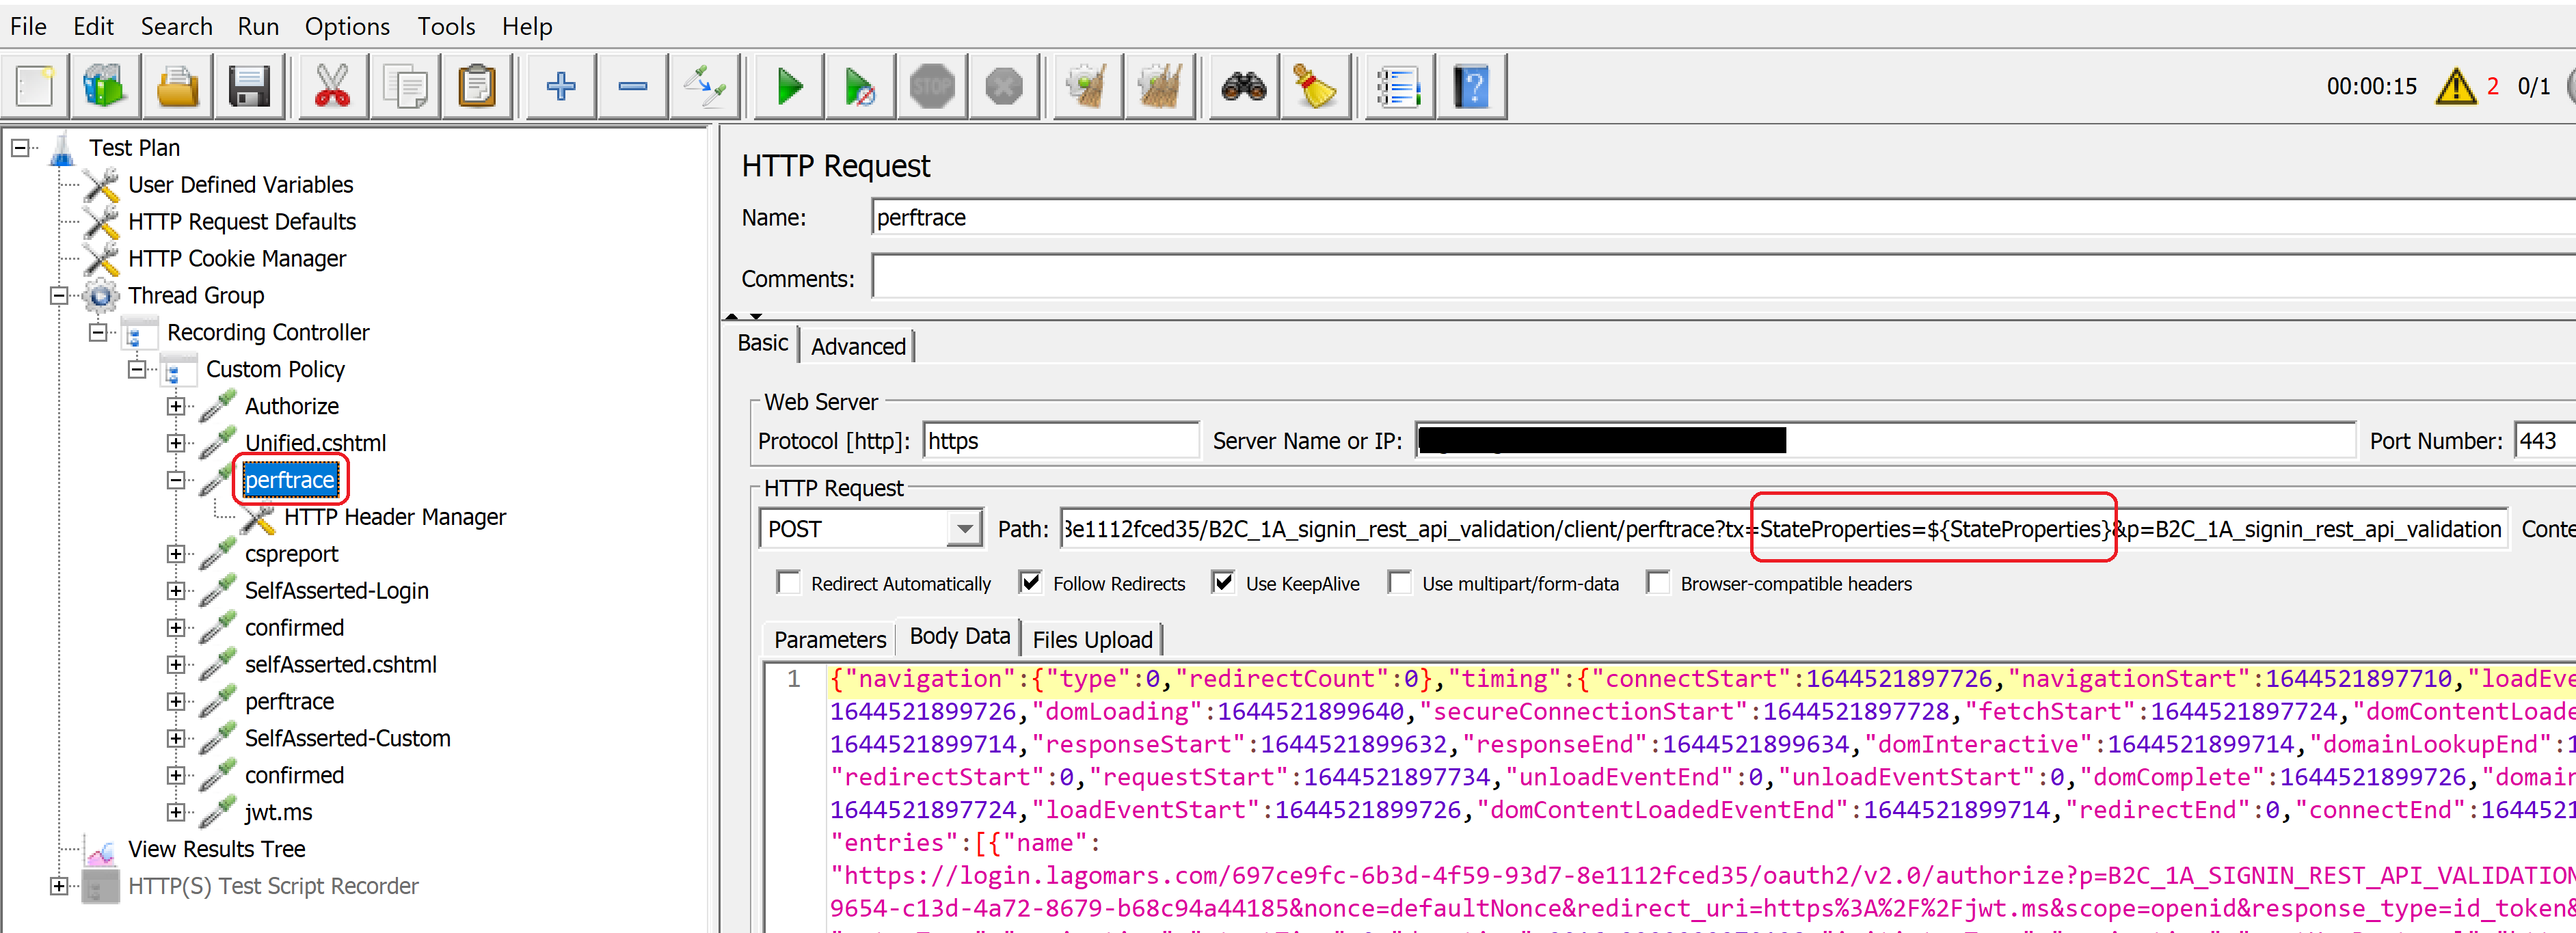 File Edit Search Run Options Tools Help
STOP
00:00:15 2 0/1
Test Plan
User Defined Variables
HTTP Request Defaults
HTTP Cookie Manager
Thread Group
Recording Controller
Custom Policy
Authorize
Unified.cshtml
perftrace
HTTP Header Manager
cspreport
SelfAsserted-Login
confirmed
selfAsserted.cshtml
perftrace
SelfAsserted-Custom
confirmed
jwt.ms
View Results Tree
HTTP(S) Test Script Recorder
HTTP Request
Name: perftrace
Comments:
Basic Advanced
Web Server
Protocol [http]: https Server Name or IP: Port Number: 443
HTTP Request
POST Path: 3e1112fced35/B2C_1A_signin_rest_api_validation/client/perftrace?tx=StateProperties=${StateProperties}&p=B2C_1A_signin_rest_api_validation Conte
Redirect Automatically Follow Redirects Use KeepAlive Use multipart/form-data Browser-compatible headers
Parameters Body Data Files Upload
1 {"navigation":{"type":0,"redirectCount":0},"timing":{"connectStart":1644521897726,"navigationStart":1644521897710,"loadEve
1644521899726,"domLoading":1644521899640,"secureConnectionStart":1644521897728,"fetchStart":1644521897724,"domContentLoade
1644521899714,"responseStart":1644521899632,"responseEnd":1644521899634,"domInteractive":1644521899714,"domainLookupEnd":1
"redirectStart":0,"requestStart":1644521897734,"unloadEventEnd":0,"unloadEventStart":0,"domComplete":1644521899726,"domain
1644521897724,"loadEventStart":1644521899726,"domContentLoadedEventEnd":1644521899714,"redirectEnd":0,"connectEnd":1644521
"entries":[{"name":
"https://login.lagomars.com/697ce9fc-6b3d-4f59-93d7-8e1112fced35/oauth2/v2.0/authorize?p=B2C_1A_SIGNIN_REST_API_VALIDATION
9654-c13d-4a72-8679-b68c94a44185&nonce=defaultNonce&redirect_uri=https%3A%2F%2Fjwt.ms&scope=openid&response_type=id_token&